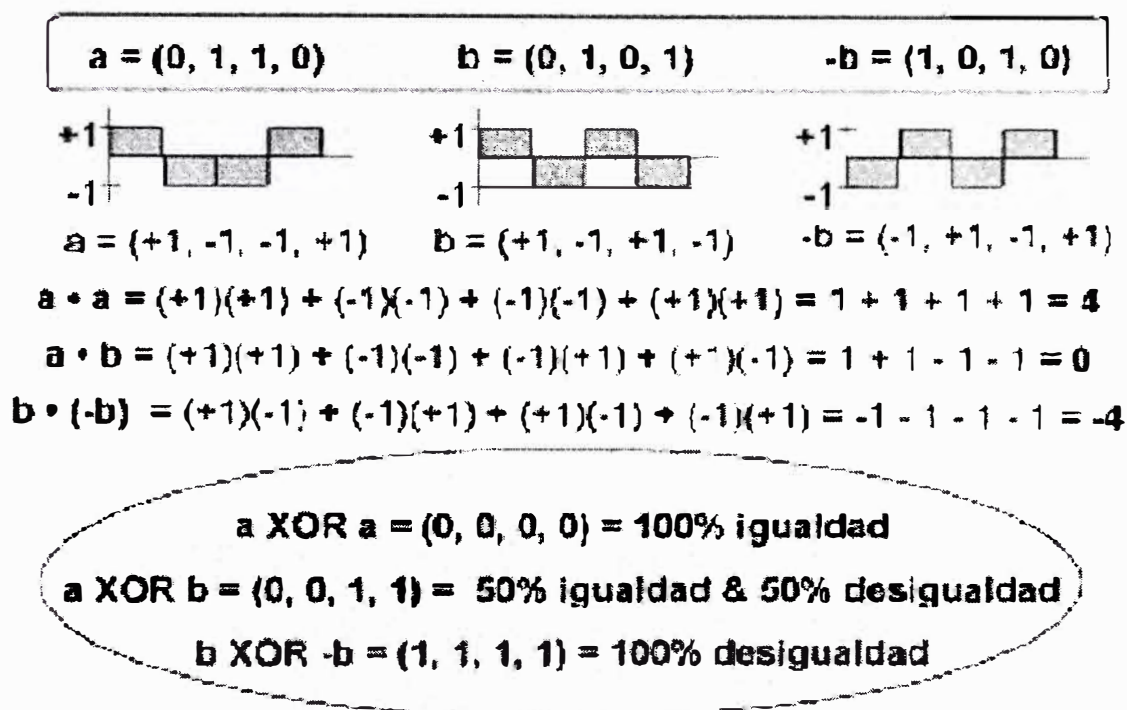 a = (0, 1, 1, 0) b = (0, 1, 0, 1) -b = (1, 0, 1, 0)
+1 +1 +1
-1 -1 -1
a = (+1, -1, -1, +1) b = (+1, -1, +1, -1) -b = (-1, +1, -1, +1)
a • a = (+1)(+1) + (-1)(-1) + (-1)(-1) + (+1)(+1) = 1 + 1 + 1 + 1 = 4
a • b = (+1)(+1) + (-1)(-1) + (-1)(+1) + (+1)(-1) = 1 + 1 - 1 - 1 = 0
b • (-b) = (+1)(-1) + (-1)(+1) + (+1)(-1) + (-1)(+1) = -1 - 1 - 1 - 1 = -4
a XOR a = (0, 0, 0, 0) = 100% igualdad
a XOR b = (0, 0, 1, 1) = 50% igualdad & 50% desigualdad
b XOR -b = (1, 1, 1, 1) = 100% desigualdad